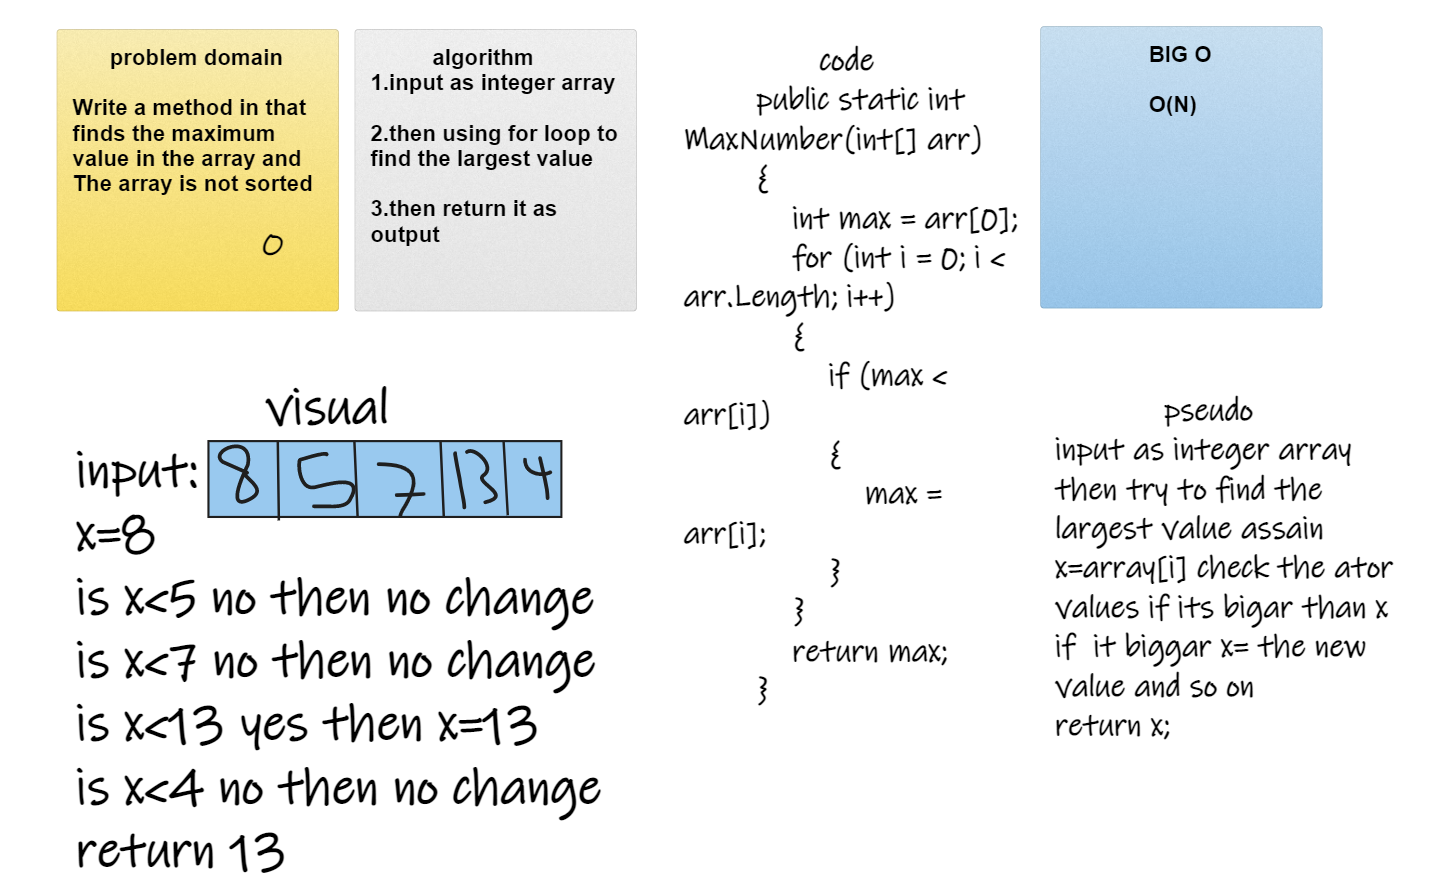 problem domain
Write a method in that
finds the maximum
value in the array and
The array is not sorted
O
algorithm
1.input as integer array
2.then using for loop to
find the largest value
3.then return it as
output
code
public static int
MaxNumber(int[] arr)
{
int max = arr[0];
for (int i = 0; i <
arr.Length; i++)
{
if (max <
arr[i])
{
max =
arr[i];
}
}
return max;
}
BIG O
O(N)
visual
input: 8 5 7 13 4
x=8
is x<5 no then no change
is x<7 no then no change
is x<13 yes then x=13
is x<4 no then no change
return 13
pseudo
input as integer array
then try to find the
largest value assain
x=array[i] check the ator
values if its bigar than x
if it biggar x= the new
value and so on
return x;